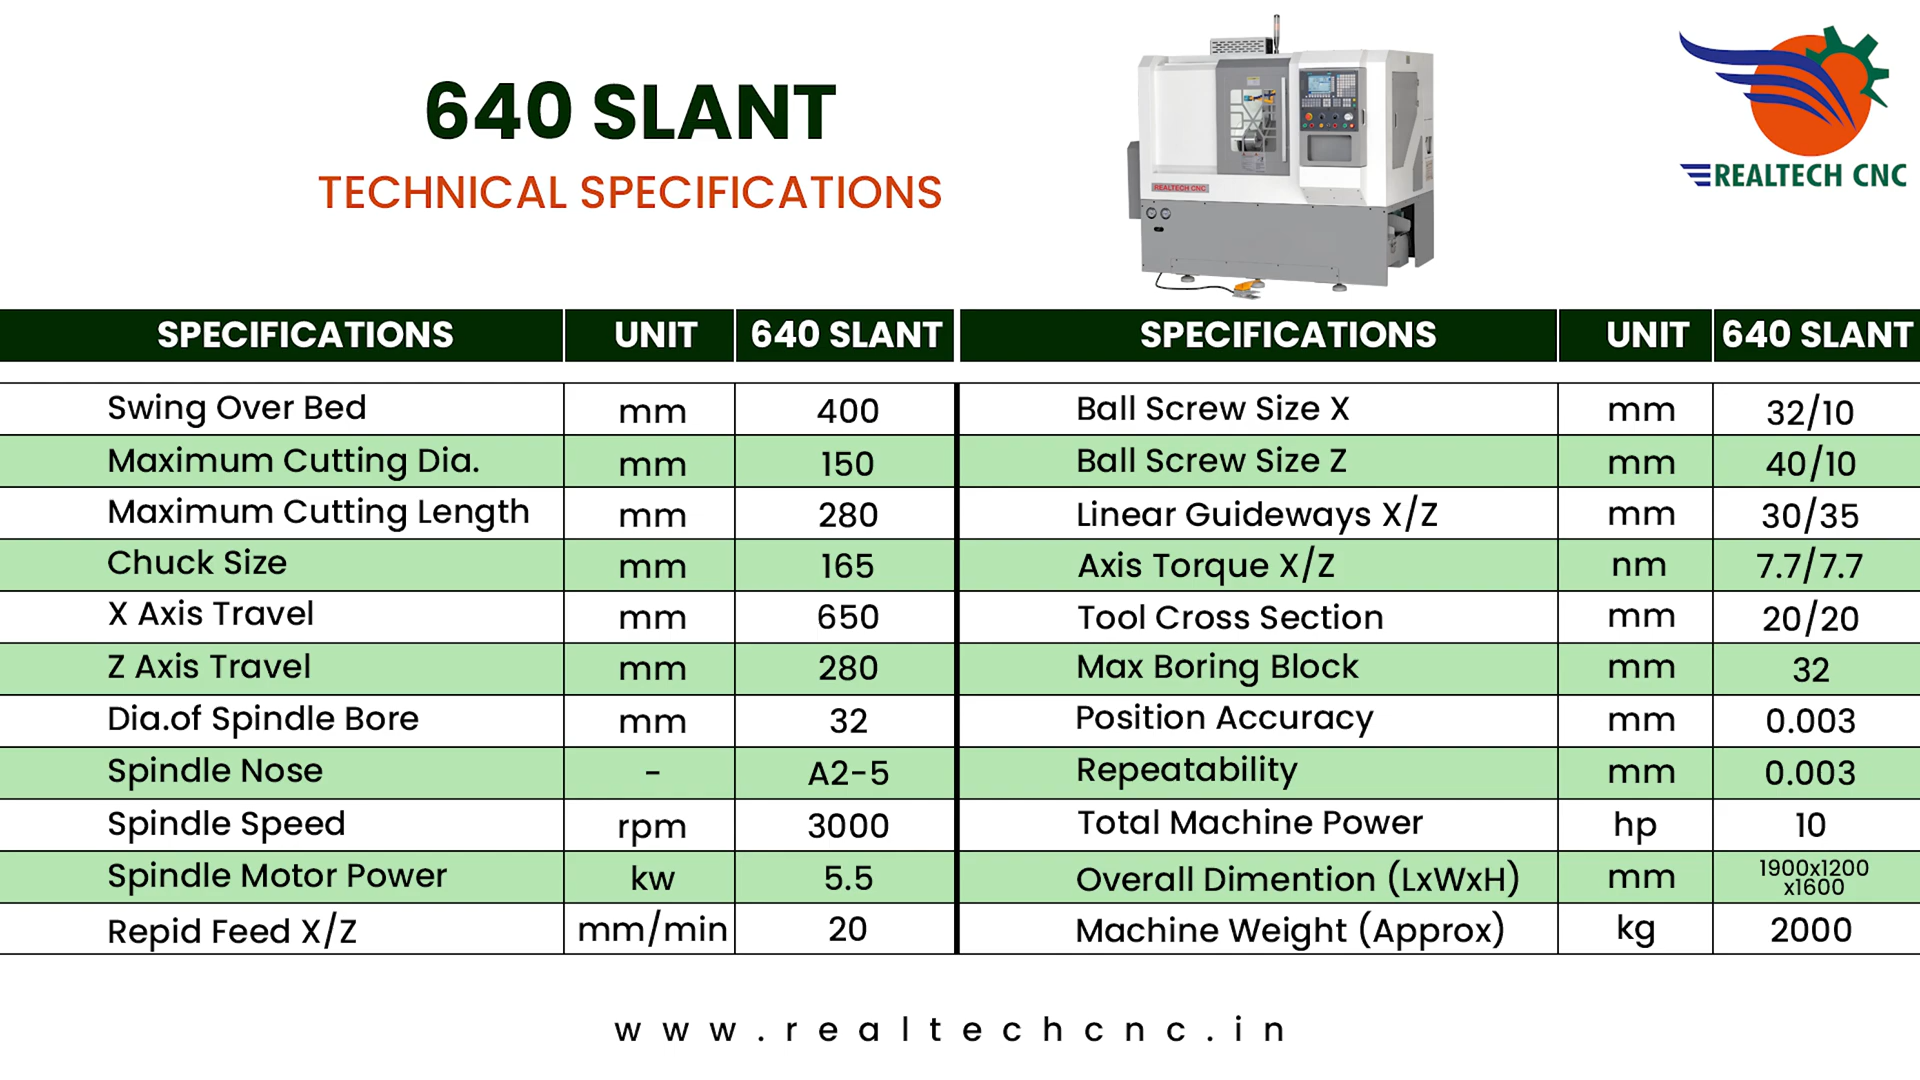 640 SLANT
TECHNICAL SPECIFICATIONS
REALTECH CNC
REALTECH CNC
SPECIFICATIONS UNIT 640 SLANT SPECIFICATIONS UNIT 640 SLANT
Swing Over Bed mm 400 Ball Screw Size X mm 32/10
Maximum Cutting Dia. mm 150 Ball Screw Size Z mm 40/10
Maximum Cutting Length mm 280 Linear Guideways X/Z mm 30/35
Chuck Size mm 165 Axis Torque X/Z nm 7.7/7.7
X Axis Travel mm 650 Tool Cross Section mm 20/20
Z Axis Travel mm 280 Max Boring Block mm 32
Dia.of Spindle Bore mm 32 Position Accuracy mm 0.003
Spindle Nose - A2-5 Repeatability mm 0.003
Spindle Speed rpm 3000 Total Machine Power hp 10
Spindle Motor Power kw 5.5 Overall Dimention (LxWxH) mm 1900x1200
x1600
Repid Feed X/Z mm/min 20 Machine Weight (Approx) kg 2000
www.realtechcnc.in